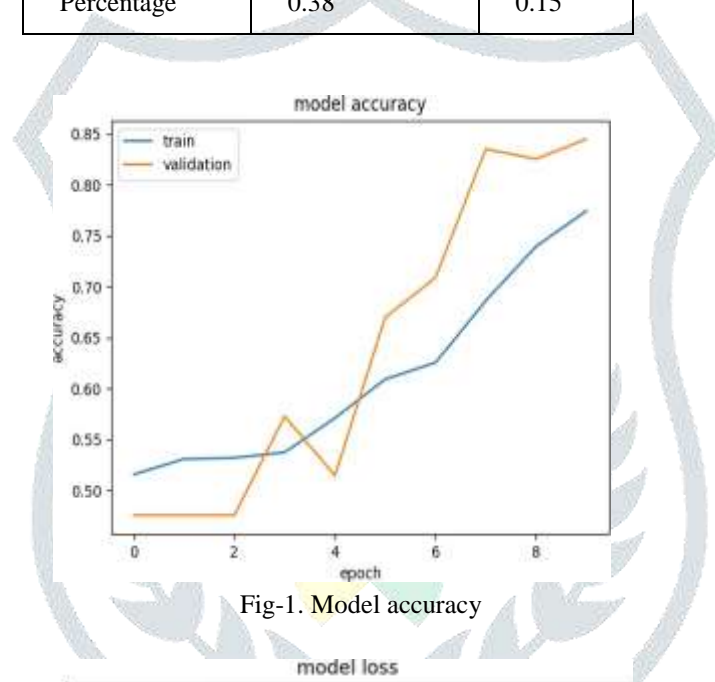 Percentage 0.38 0.15
model accuracy
train
validation
0.85
0.80
0.75
0.70
0.65
0.60
0.55
0.50
accuracy
0 2 4 6 8
epoch
Fig-1. Model accuracy
model loss